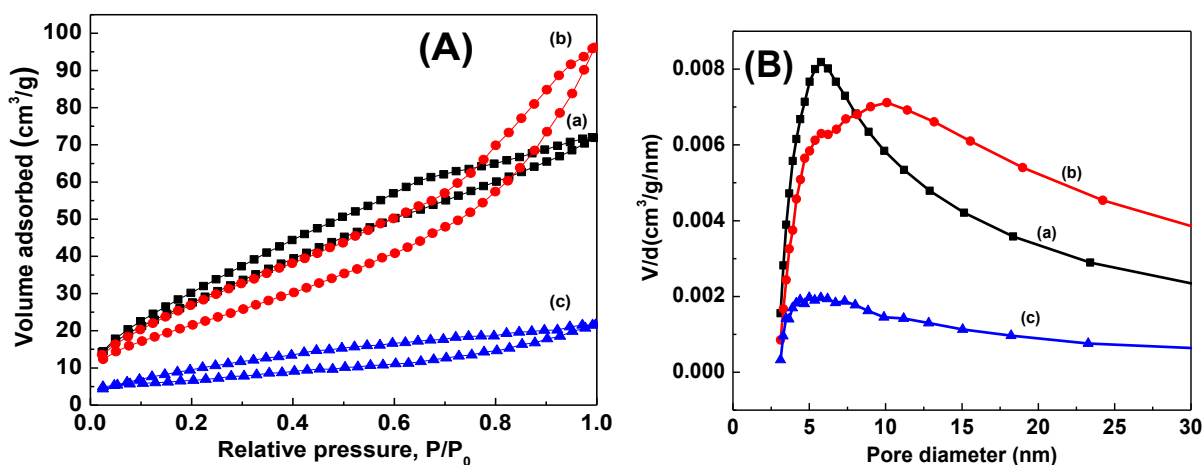 (A)
Volume adsorbed (cm³/g)
100
90
80
70
60
50
40
30
20
10
0
(b)
(a)
(c)
0.0 0.2 0.4 0.6 0.8 1.0
Relative pressure, P/P₀
(B)
V/d(cm³/g/nm)
0.008
0.006
0.004
0.002
0.000
(b)
(a)
(c)
0 5 10 15 20 25 30
Pore diameter (nm)